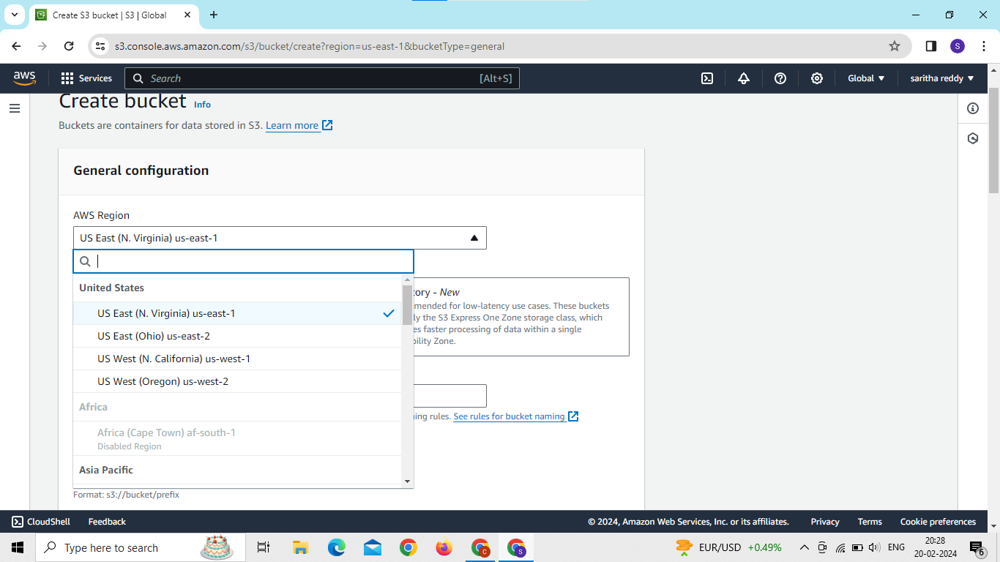 Create S3 bucket | S3 | Global
s3.console.aws.amazon.com/s3/bucket/create?region=us-east-1&bucketType=general
S
aws
Services
Search
[Alt+S]
Global
saritha reddy
Create bucket Info
Buckets are containers for data stored in S3. Learn more
General configuration
AWS Region
US East (N. Virginia) us-east-1
United States
US East (N. Virginia) us-east-1
US East (Ohio) us-east-2
US West (N. California) us-west-1
US West (Oregon) us-west-2
Africa
Africa (Cape Town) af-south-1
Disabled Region
Asia Pacific
tory - New
mended for low-latency use cases. These buckets
ly the S3 Express One Zone storage class, which
es faster processing of data within a single
bility Zone.
ning rules. See rules for bucket naming
Format: s3://bucket/prefix
CloudShell
Feedback
© 2024, Amazon Web Services, Inc. or its affiliates.
Privacy
Terms
Cookie preferences
Type here to search
C
S
EUR/USD +0.49%
ENG
20:28
20-02-2024
6